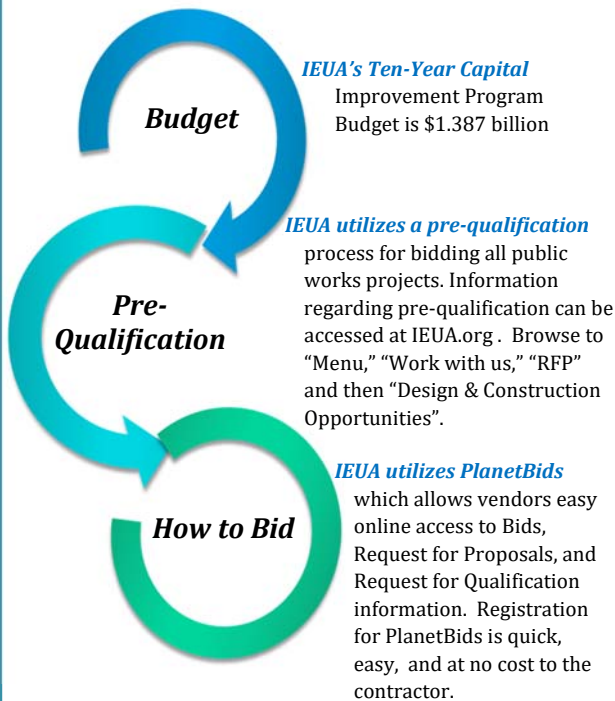 Budget
IEUA's Ten-Year Capital
Improvement Program
Budget is $1.387 billion
Pre-
Qualification
IEUA utilizes a pre-qualification
process for bidding all public
works projects. Information
regarding pre-qualification can be
accessed at IEUA.org . Browse to
“Menu,” “Work with us,” “RFP”
and then “Design & Construction
Opportunities”.
How to Bid
IEUA utilizes PlanetBids
which allows vendors easy
online access to Bids,
Request for Proposals, and
Request for Qualification
information. Registration
for PlanetBids is quick,
easy, and at no cost to the
contractor.